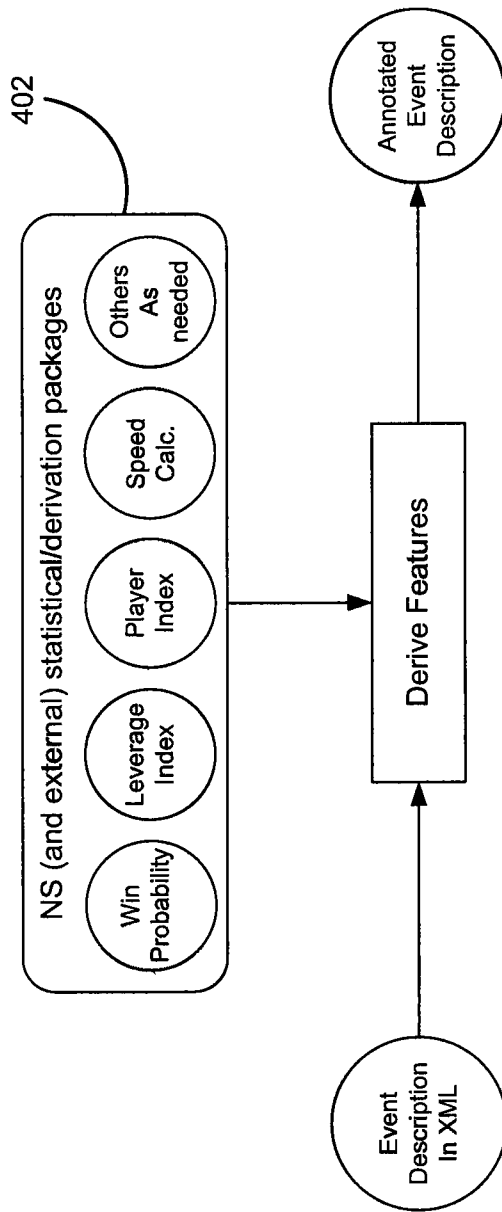 402
NS (and external) statistical/derivation packages
Win
Probability
Leverage
Index
Player
Index
Speed
Calc.
Others
As
needed
Event
Description
In XML
Derive Features
Annotated
Event
Description